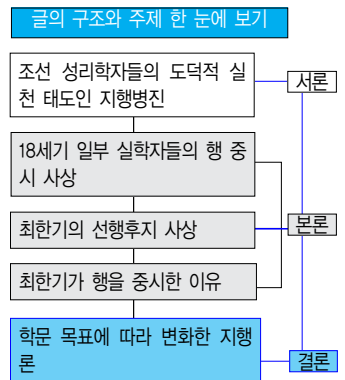 글의 구조와 주제 한 눈에 보기
조선 성리학자들의 도덕적 실
천 태도인 지행병진
서론
18세기 일부 실학자들의 행 중
시 사상
최한기의 선행후지 사상
본론
최한기가 행을 중시한 이유
학문 목표에 따라 변화한 지행
론
결론